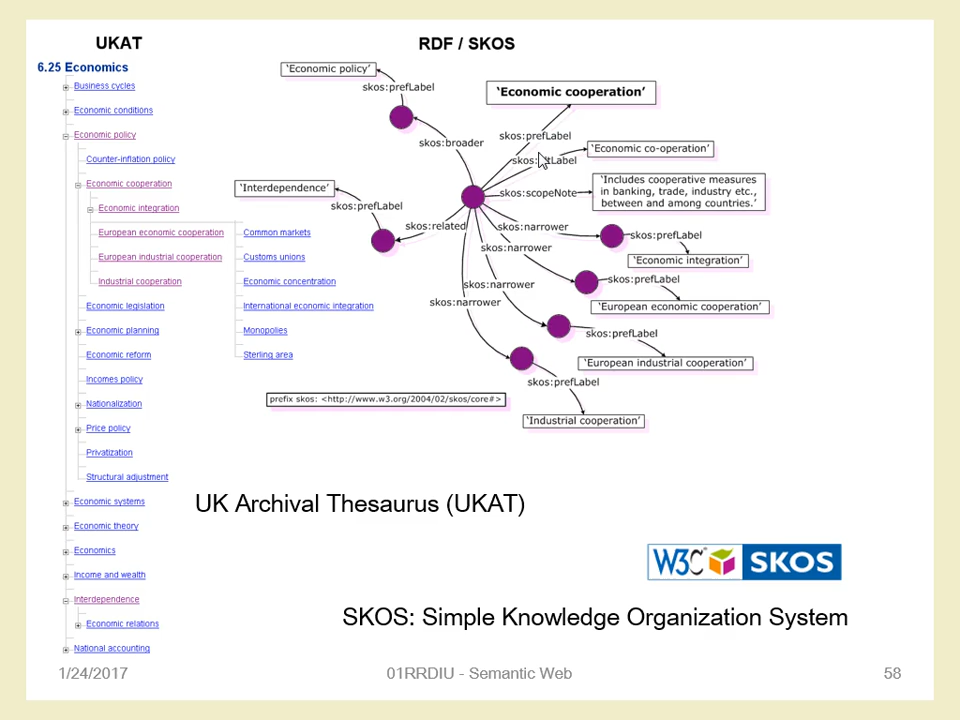 UKAT
RDF / SKOS
6.25 Economics
Business cycles
Economic conditions
Economic policy
Counter-inflation policy
Economic cooperation
Economic integration
European economic cooperation
European industrial cooperation
Industrial cooperation
Common markets
Customs unions
Economic concentration
International economic integration
Monopolies
Sterling area
Economic legislation
Economic planning
Economic reform
Incomes policy
Nationalization
Price policy
Privatization
Structural adjustment
Economic systems
Economic theory
Economics
Income and wealth
Interdependence
Economic relations
National accounting
'Economic policy'
skos:prefLabel
skos:broader
'Economic cooperation'
skos:prefLabel
'Economic co-operation'
'Interdependence'
skos:prefLabel
skos:related
skos:scopeNote
'Includes cooperative measures
in banking, trade, industry etc.,
between and among countries.'
skos:narrower
skos:prefLabel
'Economic integration'
skos:narrower
skos:prefLabel
'European economic cooperation'
skos:narrower
skos:prefLabel
'European industrial cooperation'
skos:narrower
skos:prefLabel
'Industrial cooperation'
prefix skos: <http://www.w3.org/2004/02/skos/core#>
UK Archival Thesaurus (UKAT)
W3C SKOS
SKOS: Simple Knowledge Organization System
1/24/2017
01RRDIU - Semantic Web
58